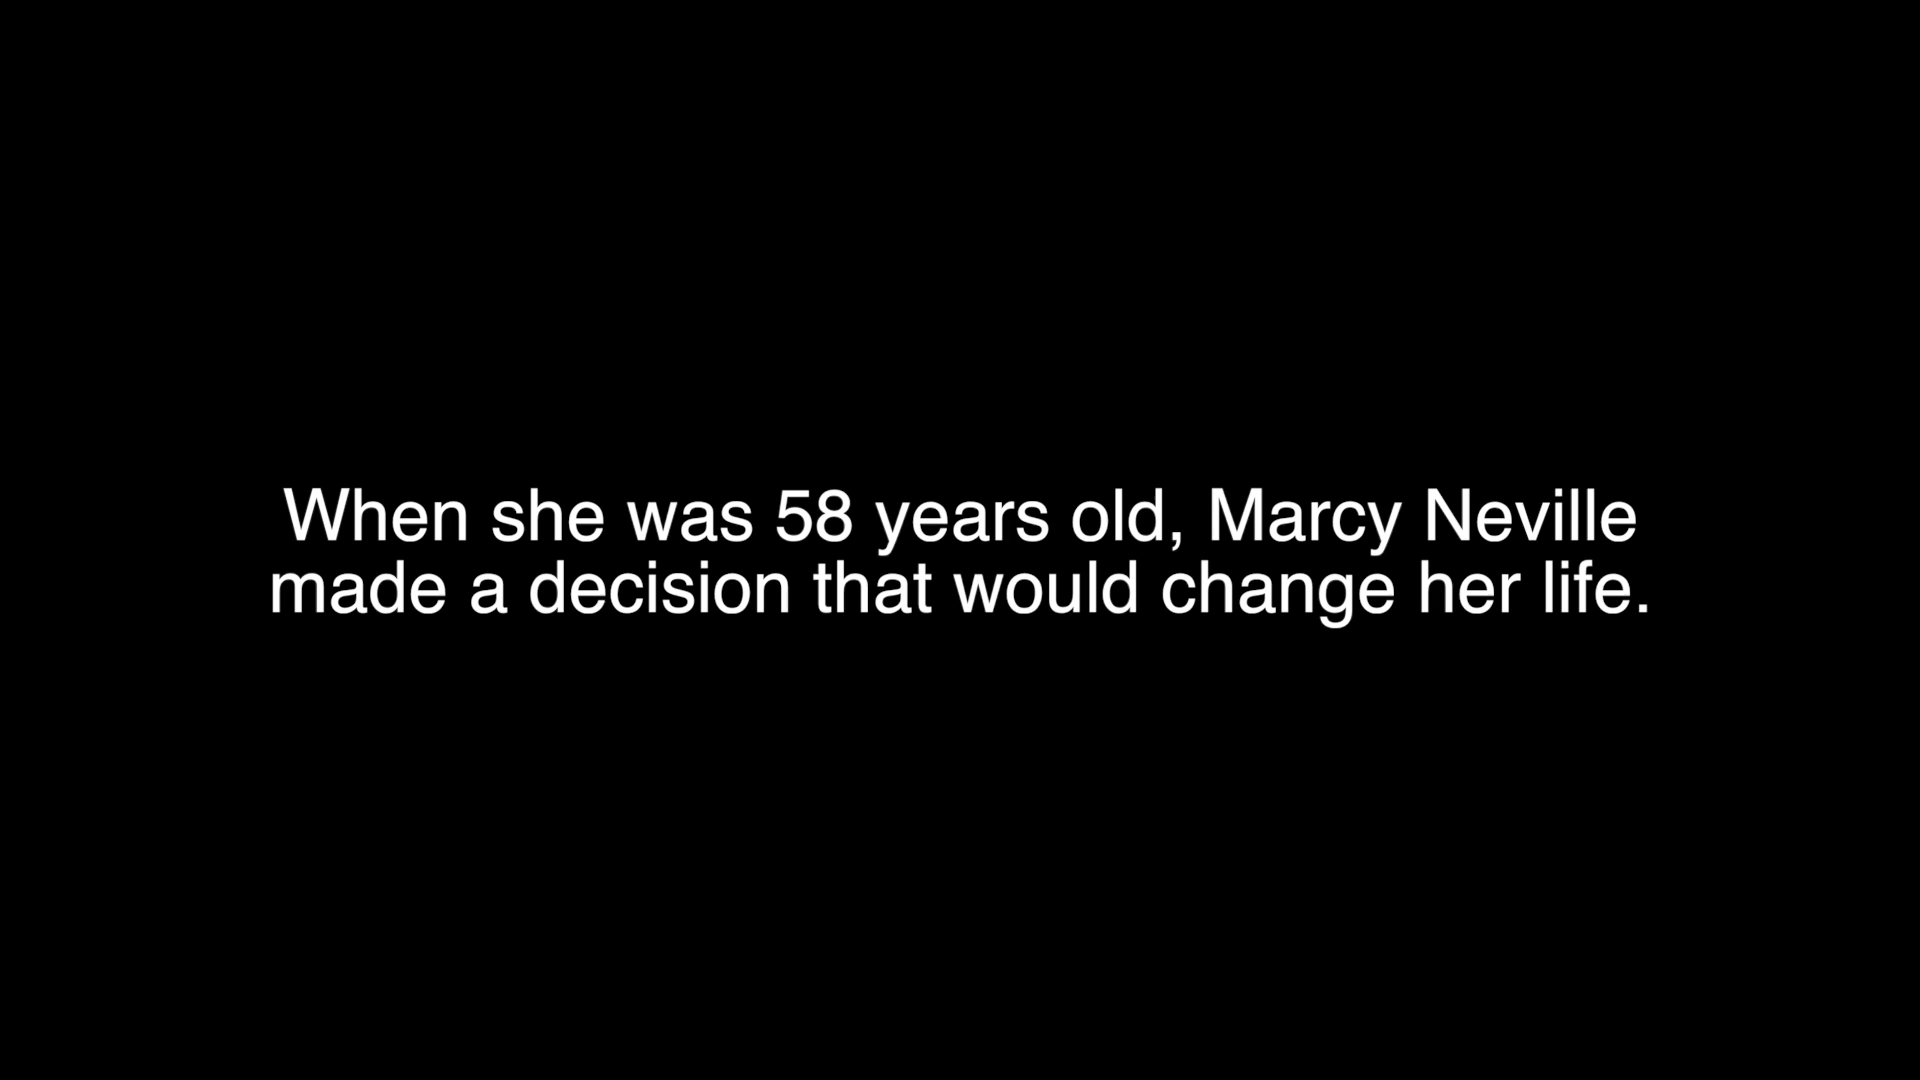 When she was 58 years old, Marcy Neville
made a decision that would change her life.